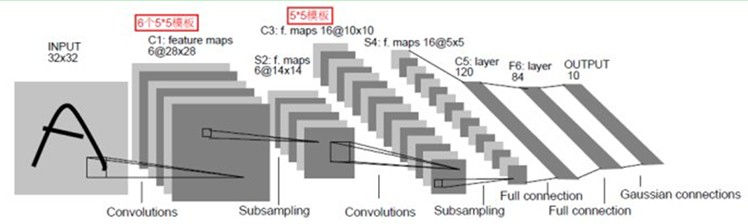 6个5*5模板
5*5模板
INPUT
32x32
C1: feature maps
6@28x28
S2: f. maps
6@14x14
C3: f. maps 16@10x10
S4: f. maps 16@5x5
C5: layer
120
F6: layer
84
OUTPUT
10
Convolutions
Subsampling
Convolutions
Subsampling
Full connection
Full connection
Gaussian connections